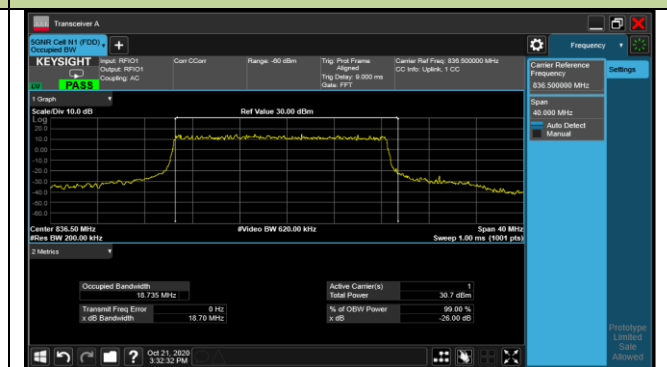 Transceiver A
5GNR Cell N1 (FDD)
Occupied BW
Frequency
KEYSIGHT
Input: RFIO1
Output: RFIO1
Coupling: AC
Corr CCorr
Range: -60 dBm
Trig: Prot Frame
Aligned
Trig Delay: 9.000 ms
Gate: FFT
Carrier Ref Freq: 836.500000 MHz
CC Info: Uplink, 1 CC
PASS
Carrier Reference
Frequency
836.500000 MHz
Settings
Span
40.000 MHz
Auto Detect
Manual
1 Graph
Scale/Div 10.0 dB
Ref Value 30.00 dBm
Log
20.0
10.0
0.00
-10.0
-20.0
-30.0
-40.0
-50.0
-60.0
Center 836.50 MHz
#Video BW 620.00 kHz
Span 40 MHz
#Res BW 200.00 kHz
Sweep 1.00 ms (1001 pts)
2 Metrics
Occupied Bandwidth
18.735 MHz
Active Carrier(s) 1
Total Power 30.7 dBm
Transmit Freq Error 0 Hz
x dB Bandwidth 18.70 MHz
% of OBW Power 99.00 %
x dB -26.00 dB
Prototype
Limited
Sale
Allowed
?
Oct 21, 2020
3:32:32 PM